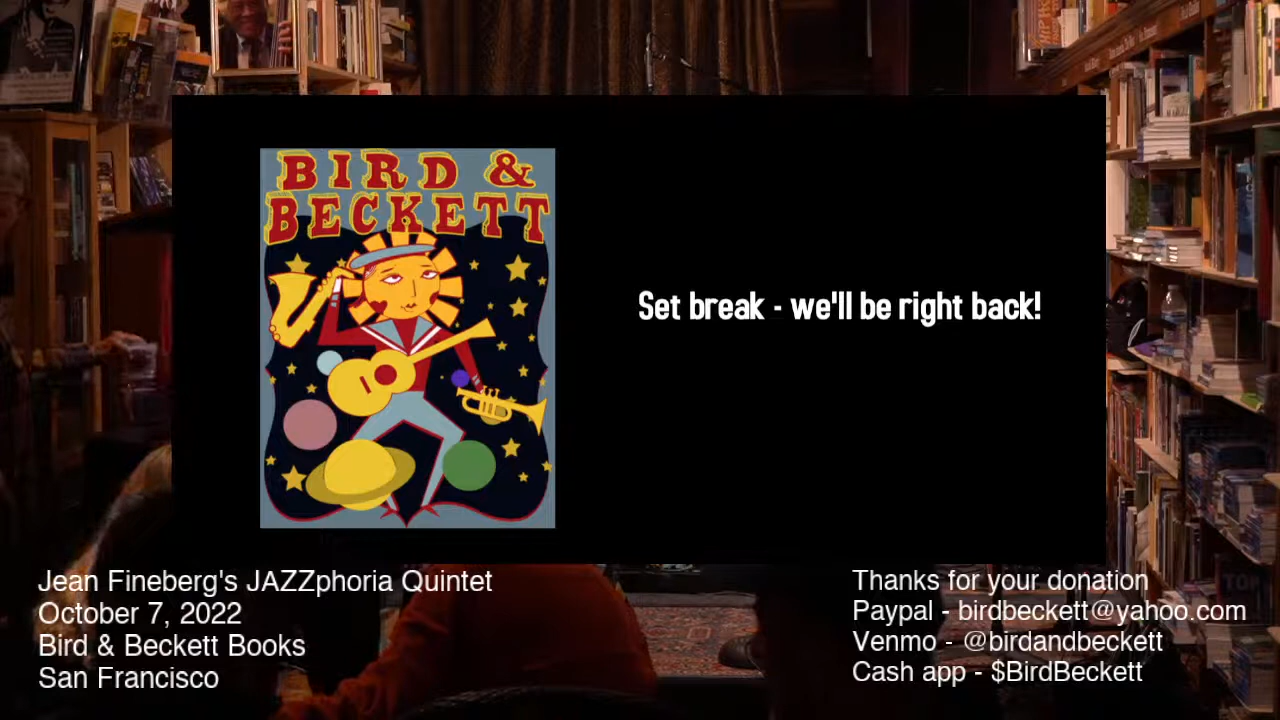 BIRD &
BECKETT
Set break - we'll be right back!
Jean Fineberg's JAZZphoria Quintet
October 7, 2022
Bird & Beckett Books
San Francisco
Thanks for your donation
Paypal - birdbeckett@yahoo.com
Venmo - @birdandbeckett
Cash app - $BirdBeckett